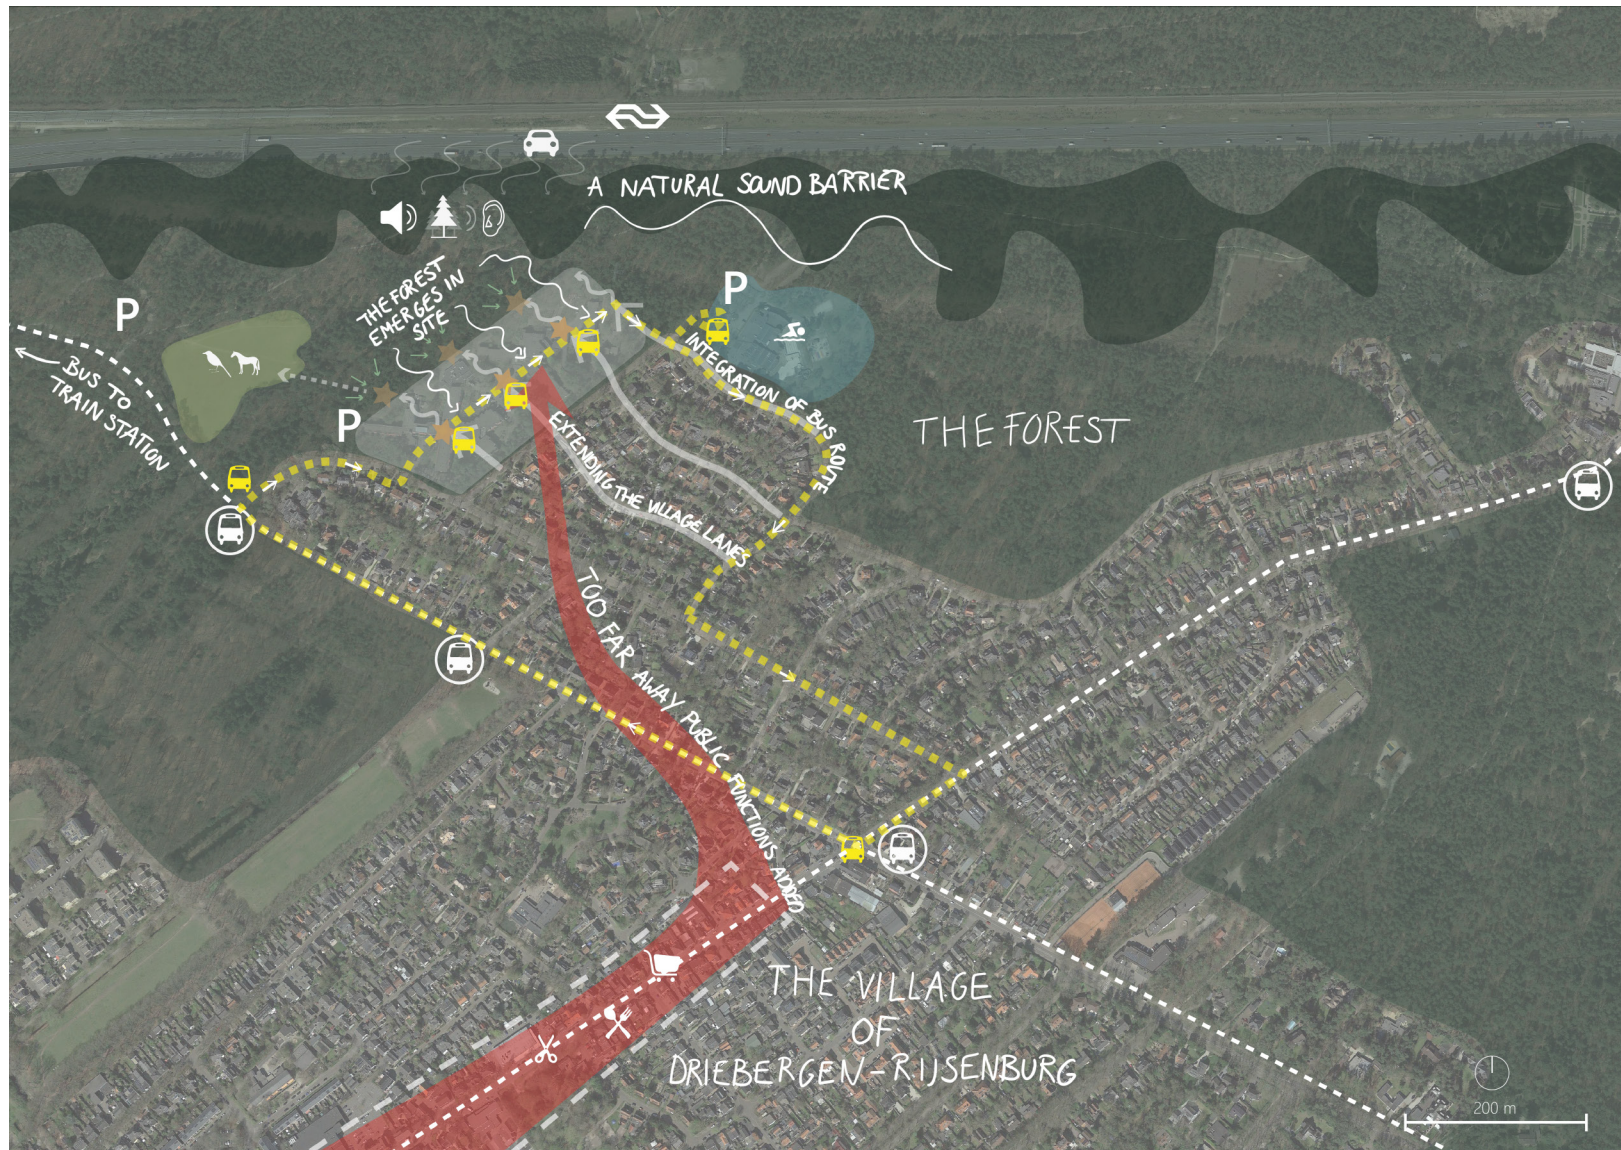 A NATURAL SOUND BARRIER
THE FOREST
EMERGES IN
SITE
P
P
P
BUS TO
TRAIN STATION
INTEGRATION OF BUS ROUTE
THE FOREST
EXTENDING THE VILLAGE LANES
TOO FAR AWAY PUBLIC FUNCTIONS ADDED
THE VILLAGE
OF
DRIEBERGEN-RIJSENBURG
200 m